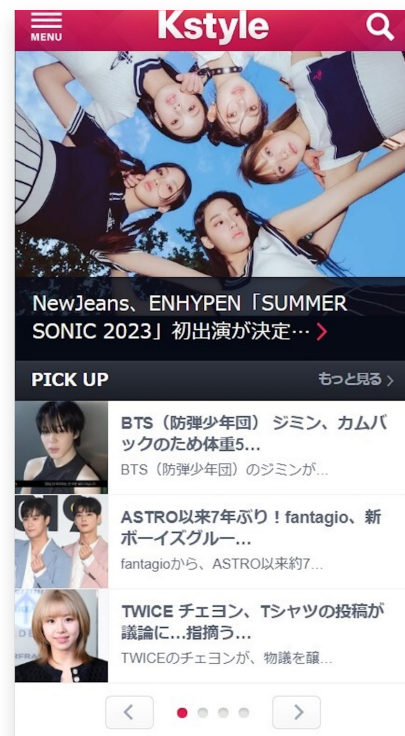 MENU
Kstyle
NewJeans、ENHYPEN「SUMMER
SONIC 2023」初出演が決定…
PICK UP
もっと見る
BTS（防弾少年団） ジミン、カムバ
ックのため体重5...
BTS（防弾少年団）のジミンが...
ASTRO以来7年ぶり！fantagio、新
ボーイズグルー...
fantagioから、ASTRO以来約7...
TWICE チェヨン、Tシャツの投稿が
議論に…指摘う...
TWICEのチェヨンが、物議を醸...